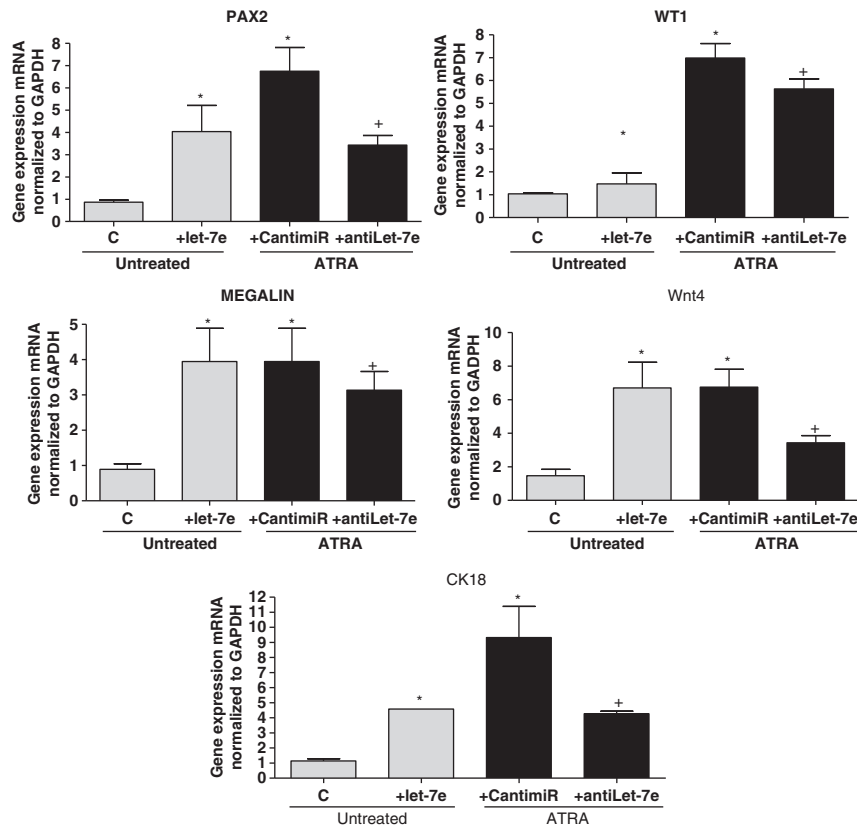 PAX2
Gene expression mRNA
normalized to GAPDH
8
7
6
5
4
3
2
1
0
*
*
+
C
+let-7e
+CantimiR
+antiLet-7e
Untreated
ATRA
WT1
Gene expression mRNA
normalized to GAPDH
8
7
6
5
4
3
2
1
0
*
*
+
C
+let-7e
+CantimiR
+antiLet-7e
Untreated
ATRA
MEGALIN
Gene expression mRNA
normalized to GAPDH
5
4
3
2
1
0
*
*
+
C
+let-7e
+CantimiR
+antiLet-7e
Untreated
ATRA
Wnt4
Gene expression mRNA
normalized to GADPH
10
8
6
4
2
0
*
*
+
C
+let-7e
+CantimiR
+antiLet-7e
Untreated
ATRA
CK18
Gene expression mRNA
normalized to GAPDH
12
11
10
9
8
7
6
5
4
3
2
1
0
*
*
+
C
+let-7e
+CantimiR
+antiLet-7e
Untreated
ATRA